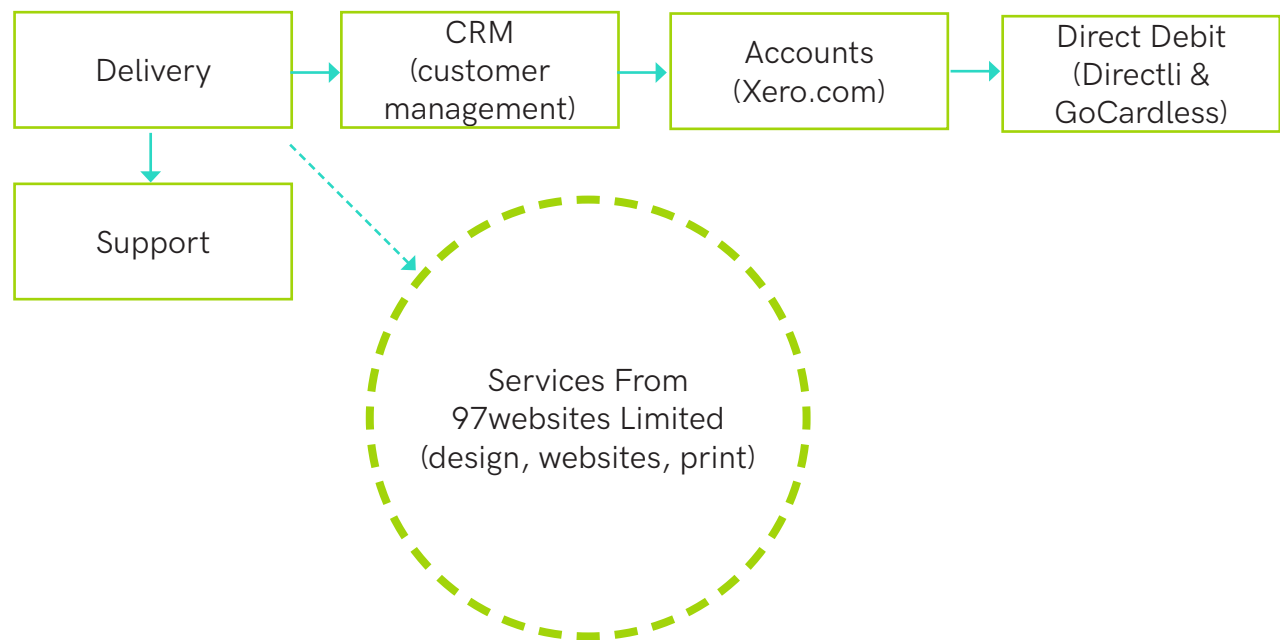 Delivery
CRM
(customer
management)
Accounts
(Xero.com)
Direct Debit
(Directli &
GoCardless)
Support
Services From
97websites Limited
(design, websites, print)